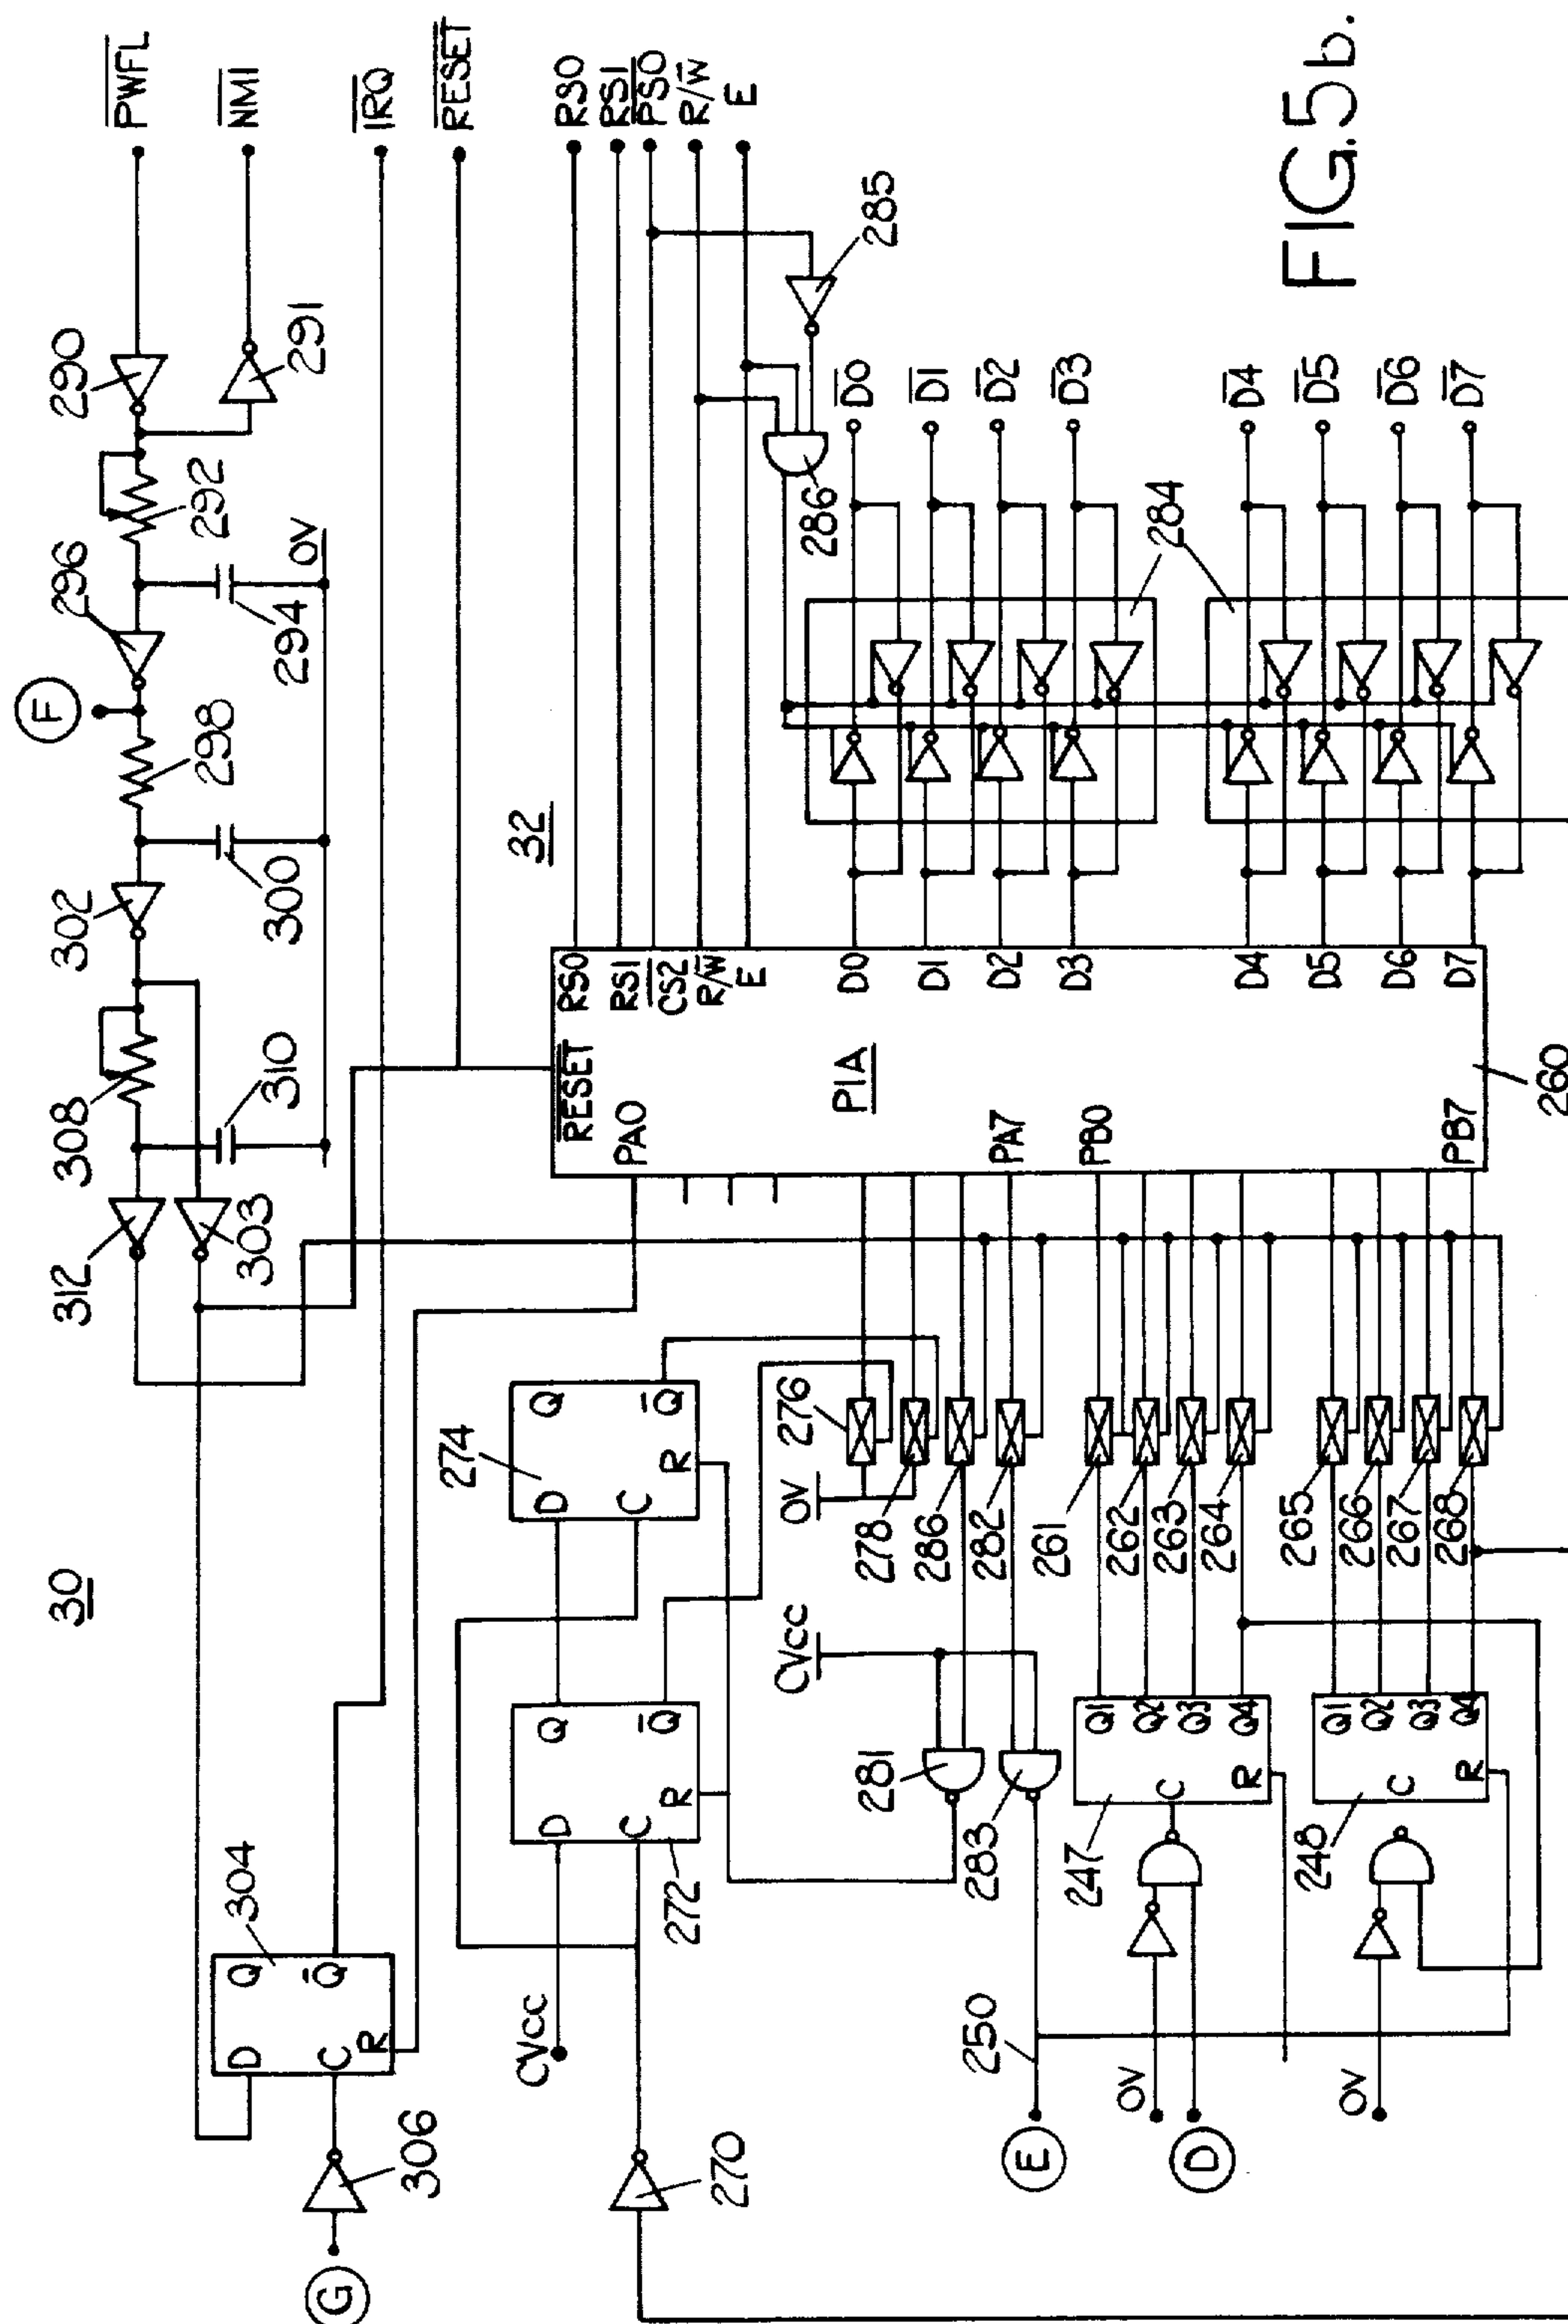 30
PWFL
NMI
IRQ
RESET
RS0
RS1
PS0
R/W
E
290
291
292
296
294
0V
F
298
300
302
308
310
312
303
304
D
Q
C
Q
R
306
G
32
RESET
PA0
RS0
RS1
CS2
R/W
E
PIA
PA7
PB0
PB7
D0
D1
D2
D3
D4
D5
D6
D7
260
285
286
284
D0
D1
D2
D3
D4
D5
D6
D7
274
D
Q
C
Q
R
272
D
Q
C
Q
R
CVcc
270
276
0V
278
286
282
CVcc
281
283
261
262
263
264
265
266
267
268
247
C
R
Q1
Q2
Q3
Q4
248
C
R
Q1
Q2
Q3
Q4
250
E
0V
D
0V
FIG.5b.